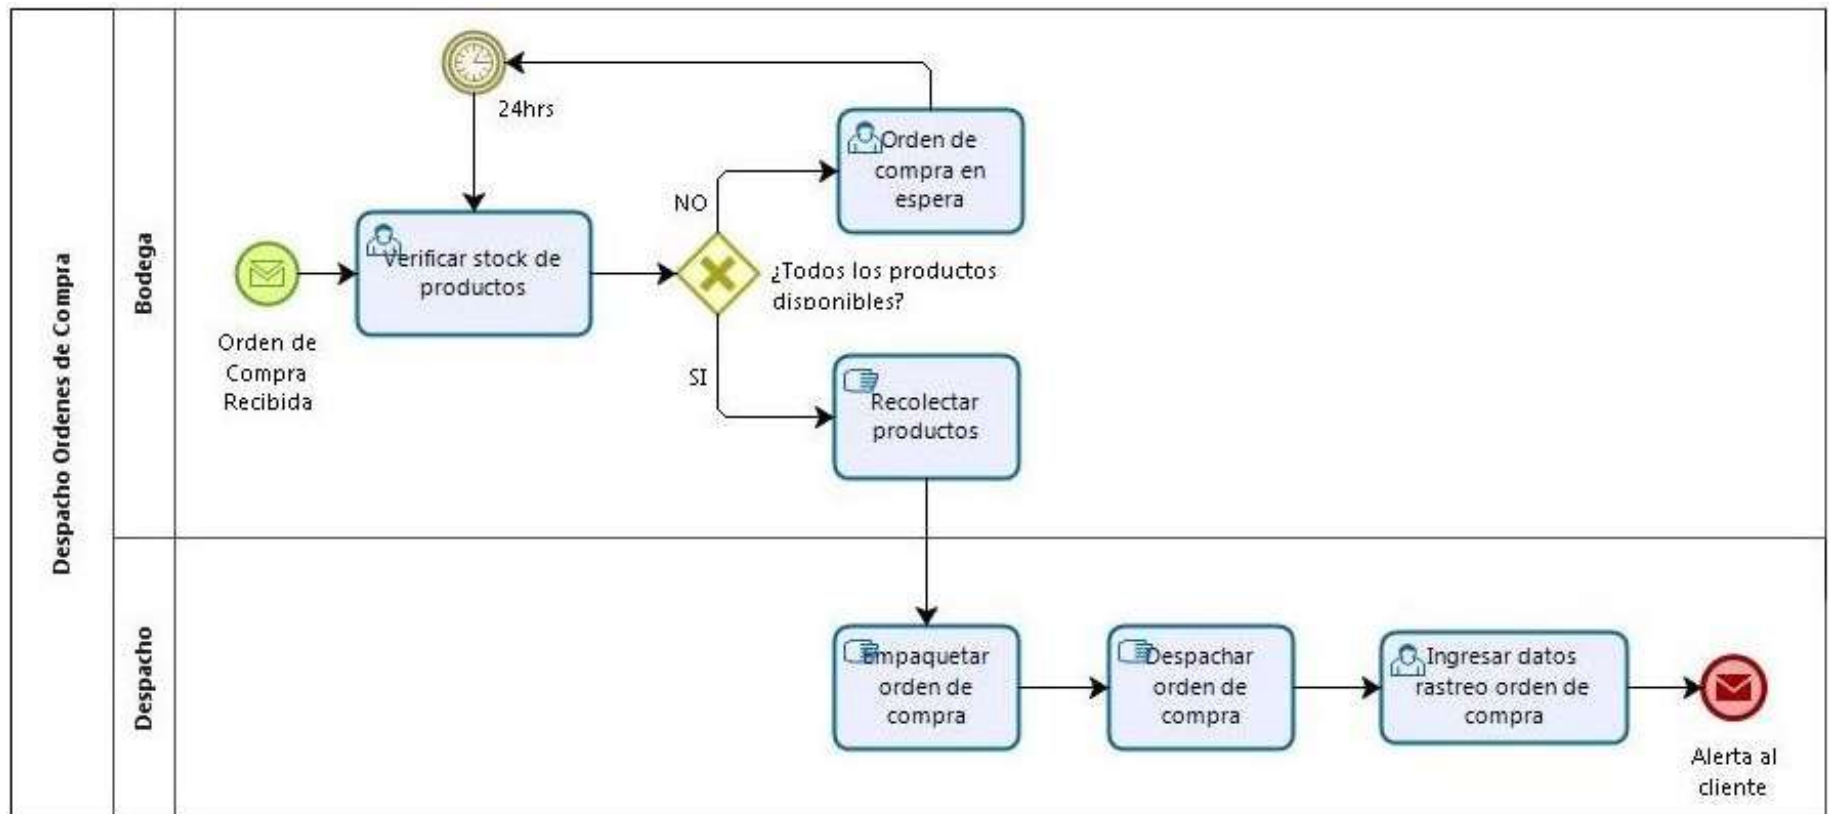 Despacho Ordenes de Compra
Bodega
24hrs
Orden de
compra en
espera
NO
Verificar stock de
productos
¿Todos los productos
disponibles?
Orden de
Compra
Recibida
SI
Recolectar
productos
Despacho
Empaquetar
orden de
compra
Despachar
orden de
compra
Ingresar datos
rastreo orden de
compra
Alerta al
cliente